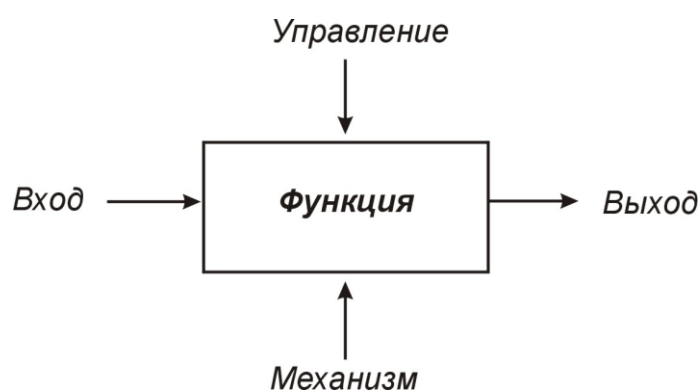 Управление
Вход
Функция
Выход
Механизм